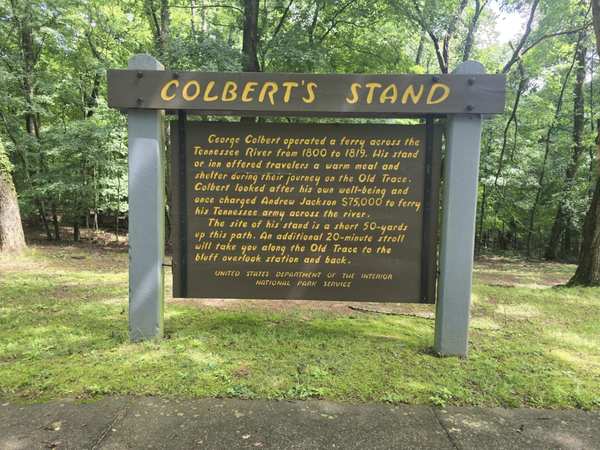 COLBERT'S STAND
George Colbert operated a ferry across the
Tennessee River from 1800 to 1819. His stand
or inn offered travelers a warm meal and
shelter during their journey on the Old Trace.
Colbert looked after his own well-being and
once charged Andrew Jackson $75,000 to ferry
his Tennessee army across the river.
The site of his stand is a short 50-yards
up this path. An additional 20-minute stroll
will take you along the Old Trace to the
bluff overlook station and back.
UNITED STATES DEPARTMENT OF THE INTERIOR
NATIONAL PARK SERVICE